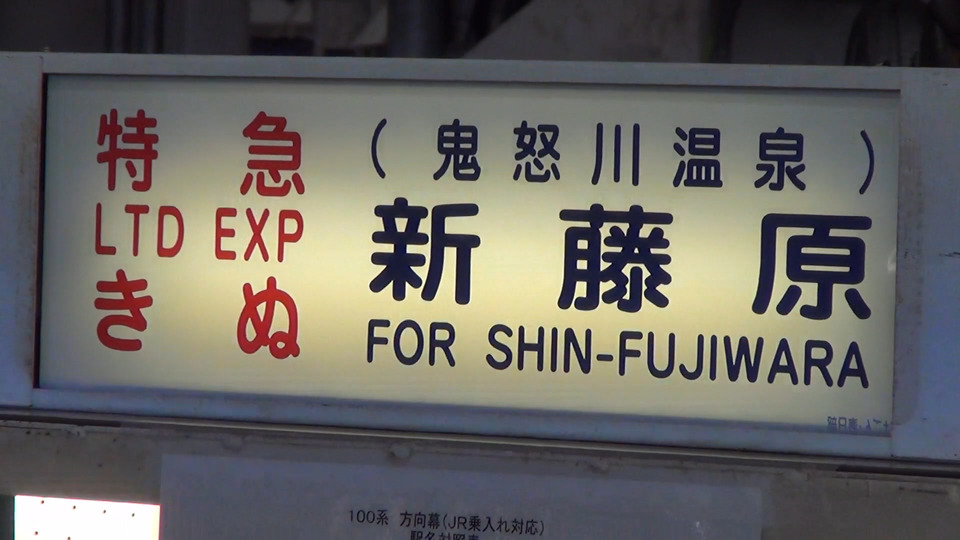 特急
LTD EXP
きぬ
(鬼怒川温泉)
新藤原
FOR SHIN-FUJIWARA
100系 方向幕(JR乗入れ対応)